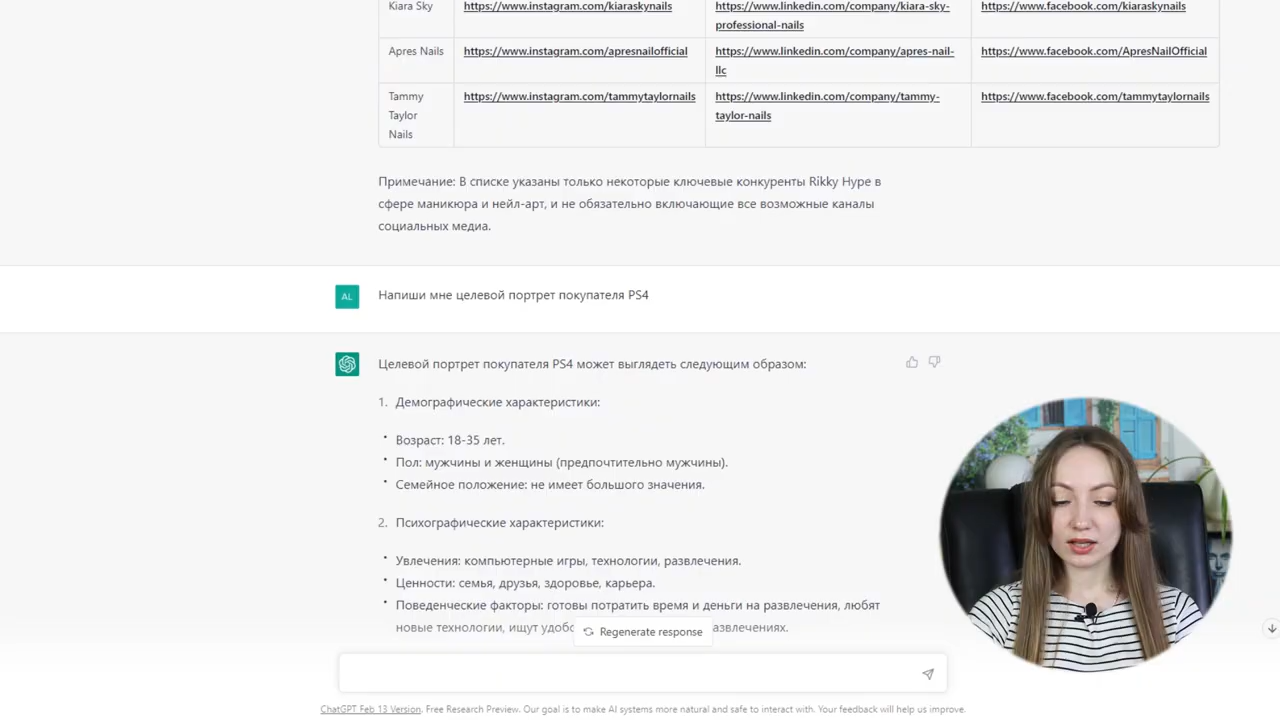 Kiara Sky
https://www.instagram.com/kiaraskynails
https://www.linkedin.com/company/kiara-sky-
professional-nails
https://www.facebook.com/kiaraskynails
Apres Nails
https://www.instagram.com/apresnailofficial
https://www.linkedin.com/company/apres-nail-
llc
https://www.facebook.com/ApresNailOfficial
Tammy
Taylor
Nails
https://www.instagram.com/tammytaylornails
https://www.linkedin.com/company/tammy-
taylor-nails
https://www.facebook.com/tammytaylornails
Примечание: В списке указаны только некоторые ключевые конкуренты Rikky Hype в
сфере маникюра и нейл-арт, и не обязательно включающие все возможные каналы
социальных медиа.
AL
Напиши мне целевой портрет покупателя PS4
Целевой портрет покупателя PS4 может выглядеть следующим образом:
1. Демографические характеристики:
• Возраст: 18-35 лет.
• Пол: мужчины и женщины (предпочтительно мужчины).
• Семейное положение: не имеет большого значения.
2. Психографические характеристики:
• Увлечения: компьютерные игры, технологии, развлечения.
• Ценности: семья, друзья, здоровье, карьера.
• Поведенческие факторы: готовы потратить время и деньги на развлечения, любят
новые технологии, ищут азвлечениях.
Regenerate response
ChatGPT Feb 13 Version. Free Research Preview. Our goal is to make AI systems more natural and safe to interact with. Your feedback will help us improve.